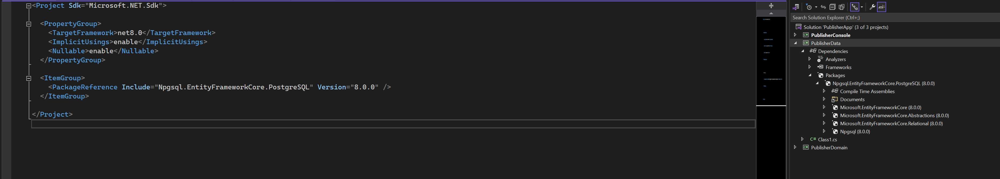 <Project Sdk="Microsoft.NET.Sdk">
<PropertyGroup>
<TargetFramework>net8.0</TargetFramework>
<ImplicitUsings>enable</ImplicitUsings>
<Nullable>enable</Nullable>
</PropertyGroup>
<ItemGroup>
<PackageReference Include="Npgsql.EntityFrameworkCore.PostgreSQL" Version="8.0.0" />
</ItemGroup>
</Project>
Search Solution Explorer (Ctrl+;)
Solution 'PublisherApp' (3 of 3 projects)
C# PublisherConsole
C# PublisherData
Dependencies
Analyzers
Frameworks
Packages
Npgsql.EntityFrameworkCore.PostgreSQL (8.0.0)
Compile Time Assemblies
Documents
Microsoft.EntityFrameworkCore (8.0.0)
Microsoft.EntityFrameworkCore.Abstractions (8.0.0)
Microsoft.EntityFrameworkCore.Relational (8.0.0)
Npgsql (8.0.0)
C# Class1.cs
C# PublisherDomain